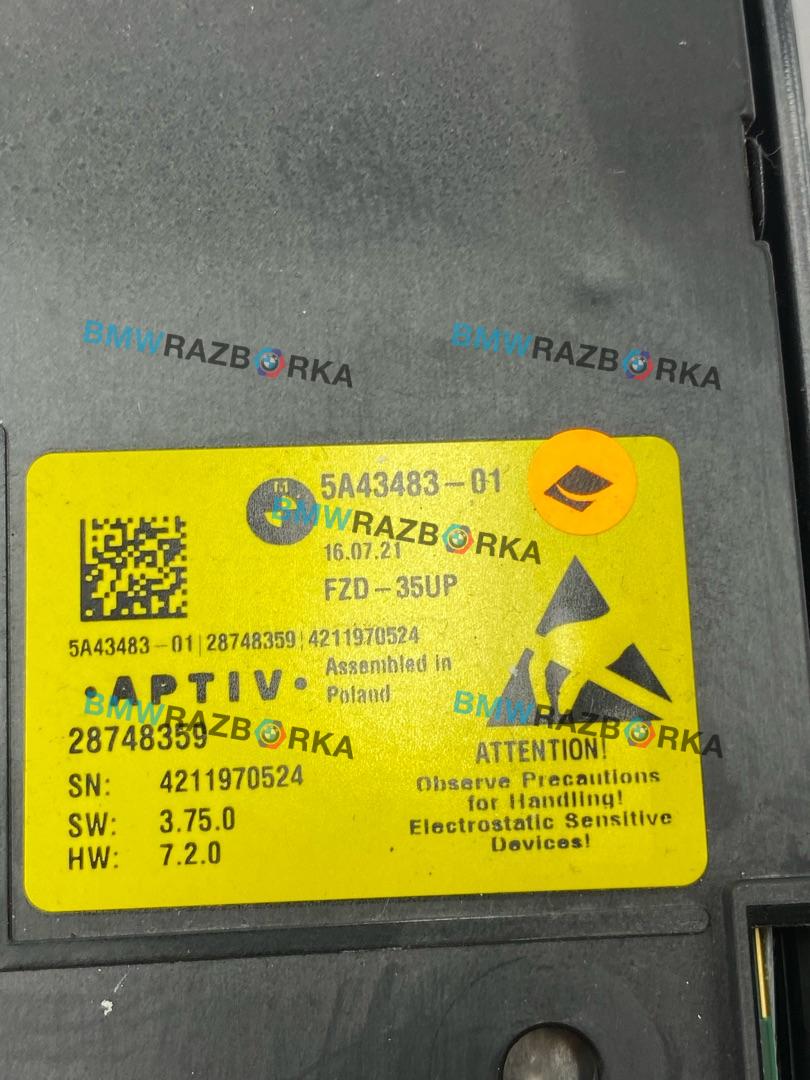 BMWRAZBORKA BMWRAZBORKA
5A43483-01
BMWRAZBORKA
16.07.21
FZD-35UP
5A43483-01|28748359|4211970524
·APTIV· Assembled in
Poland
BMWRAZBORKA BMWRAZBORKA
28748359
SN: 4211970524
SW: 3.75.0
HW: 7.2.0
ATTENTION!
Observe Precautions
for Handling!
Electrostatic Sensitive
Devices!